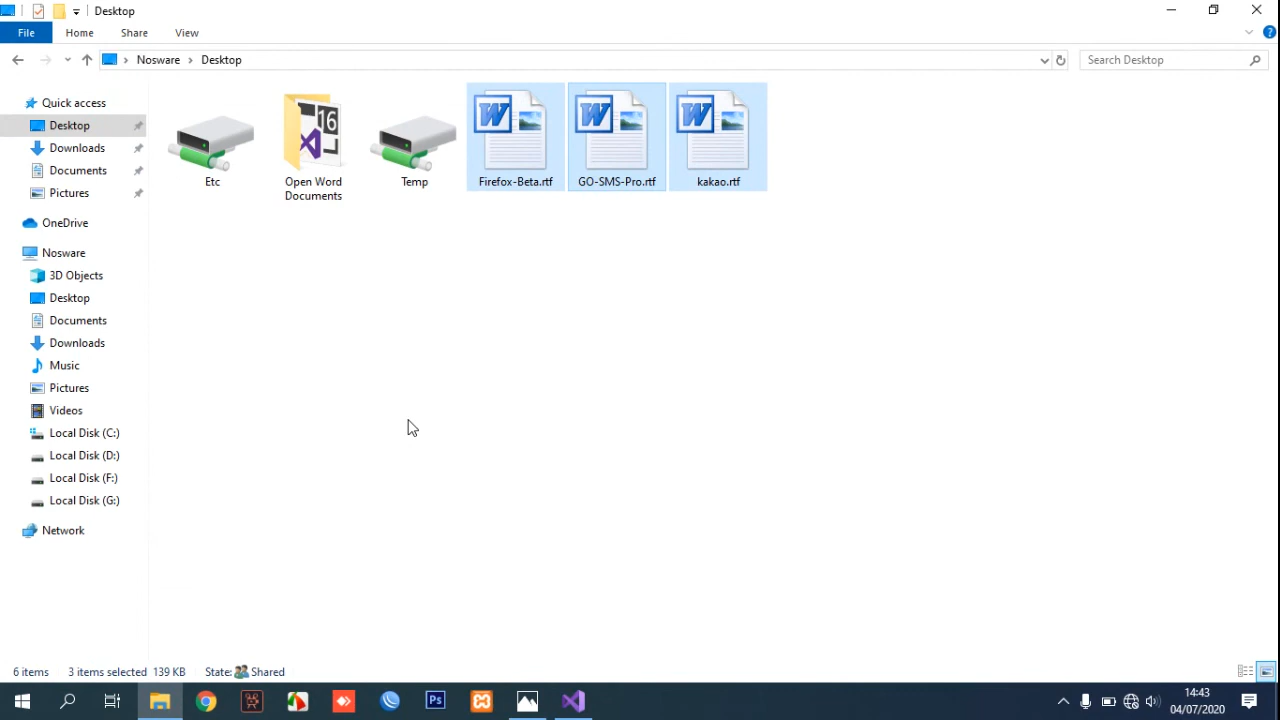 Desktop
File Home Share View
Nosware > Desktop
Search Desktop
Quick access
Desktop
Downloads
Documents
Pictures
OneDrive
Nosware
3D Objects
Desktop
Documents
Downloads
Music
Pictures
Videos
Local Disk (C:)
Local Disk (D:)
Local Disk (F:)
Local Disk (G:)
Network
16
W W W
Etc
Open Word
Documents
Temp
Firefox-Beta.rtf
GO-SMS-Pro.rtf
kakao.rtf
6 items 3 items selected 139 KB State: Shared
Ps
14:43
04/07/2020